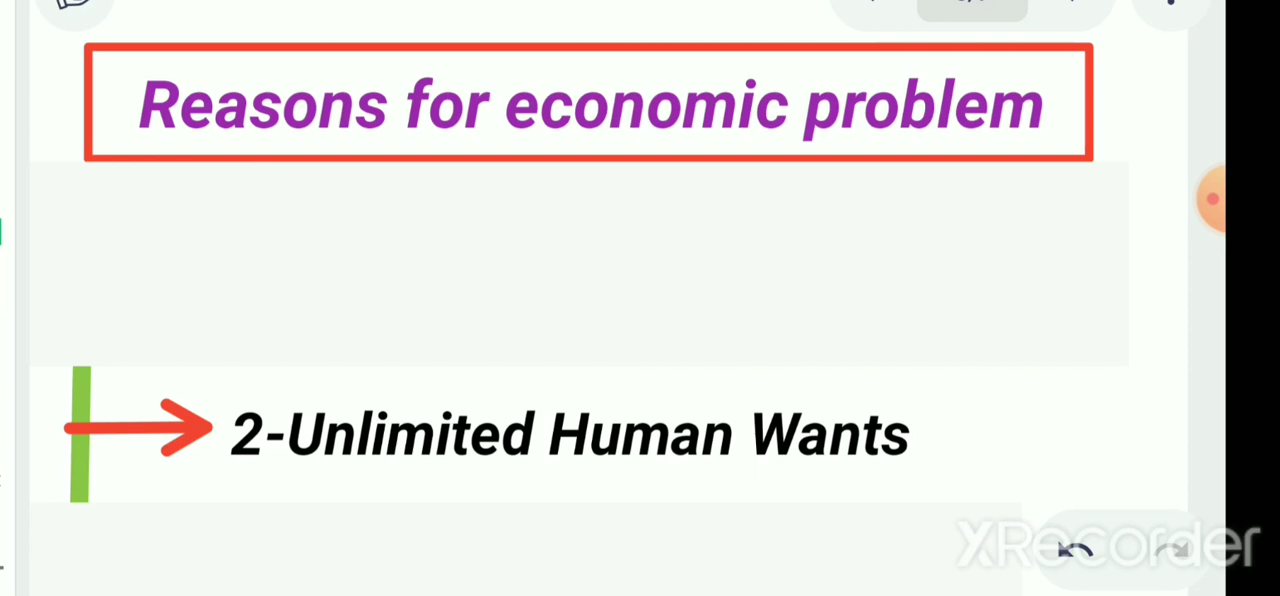 Reasons for economic problem
2-Unlimited Human Wants
XRecorder